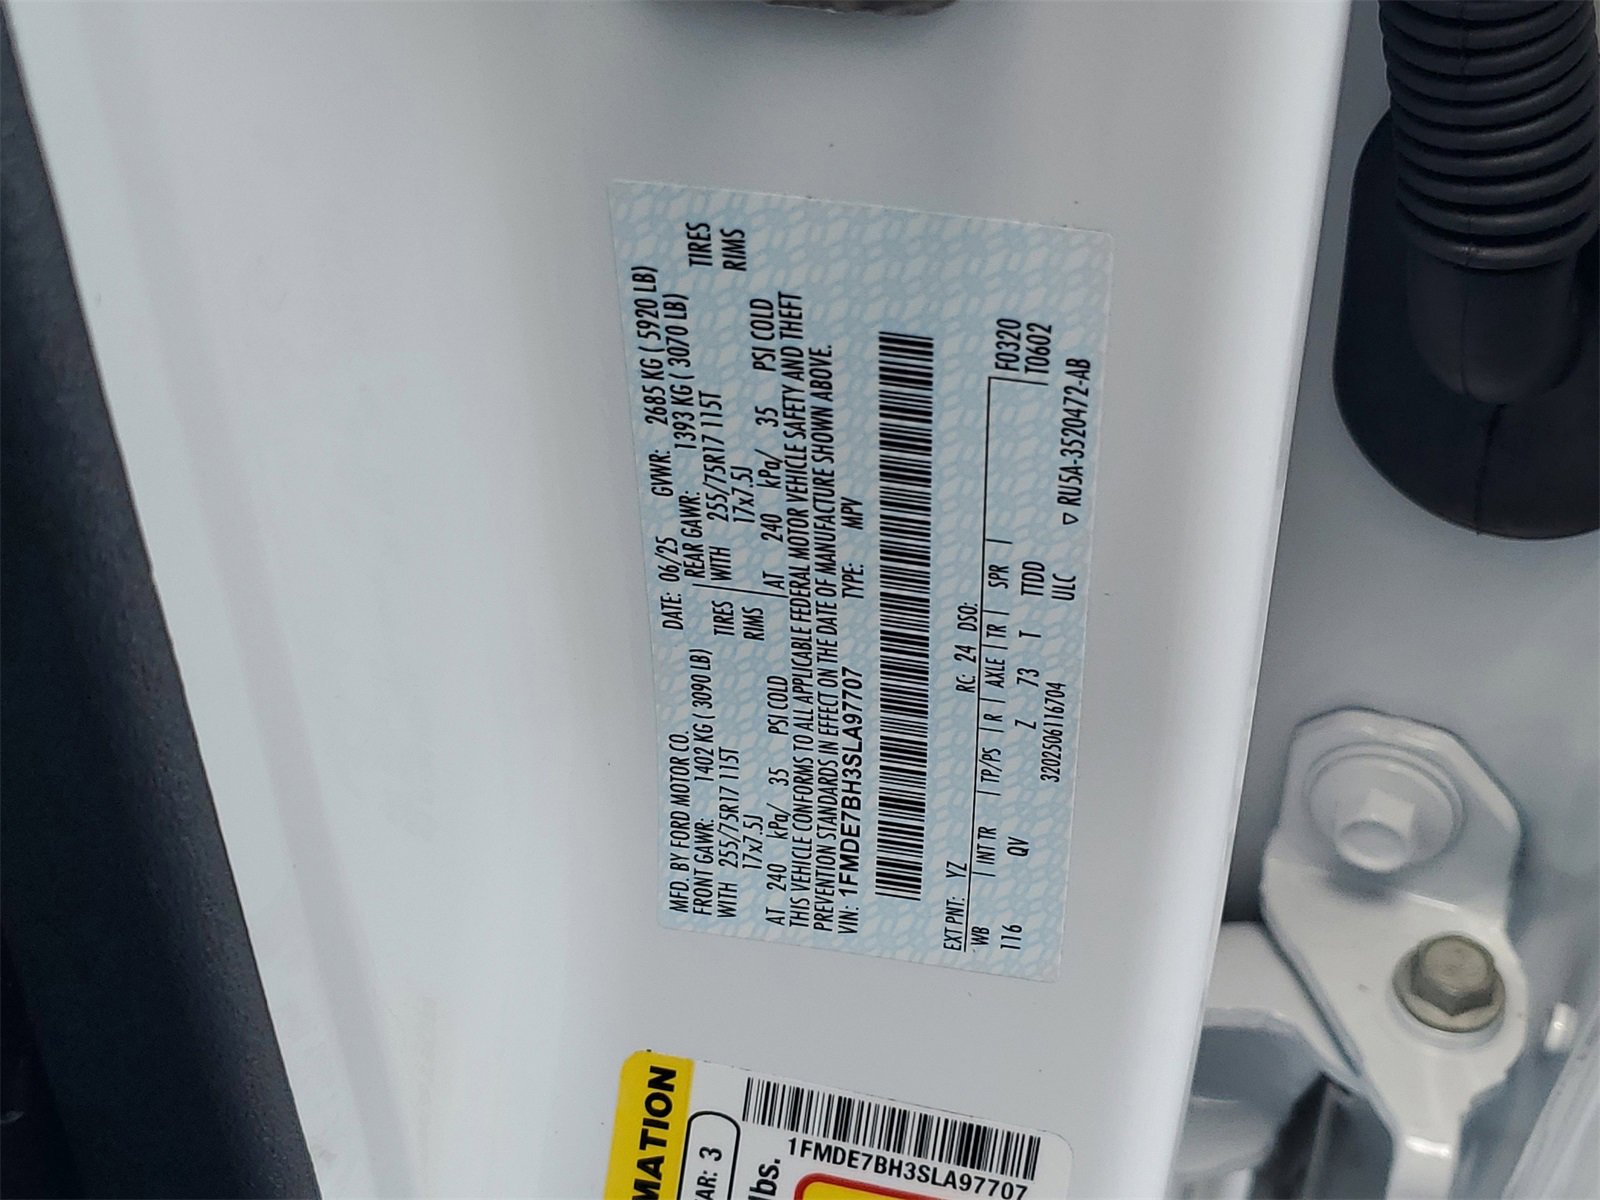 MFD. BY FORD MOTOR CO.
DATE: 06/25
GVWR: 2685 KG ( 5920 LB)
FRONT GAWR: 1402 KG ( 3090 LB)
REAR GAWR: 1393 KG ( 3070 LB)
WITH 255/75R17 115T TIRES
WITH 255/75R17 115T TIRES
17x7.5J RIMS
17x7.5J RIMS
AT 240 kPa/ 35 PSI COLD
AT 240 kPa/ 35 PSI COLD
THIS VEHICLE CONFORMS TO ALL APPLICABLE FEDERAL MOTOR VEHICLE SAFETY AND THEFT
PREVENTION STANDARDS IN EFFECT ON THE DATE OF MANUFACTURE SHOWN ABOVE.
VIN: 1FMDE7BH3SLA97707
TYPE: MPV
EXT PNT: YZ
RC: 24 DSO:
WB | INT TR | TP/PS | R | AXLE | TR | SPR |
F0320
116 QV Z 73 T TTDD
T0602
3202506116704 ULC
▽ RU5A-3520472-AB
MATION
AR: 3
lbs.
1FMDE7BH3SLA97707